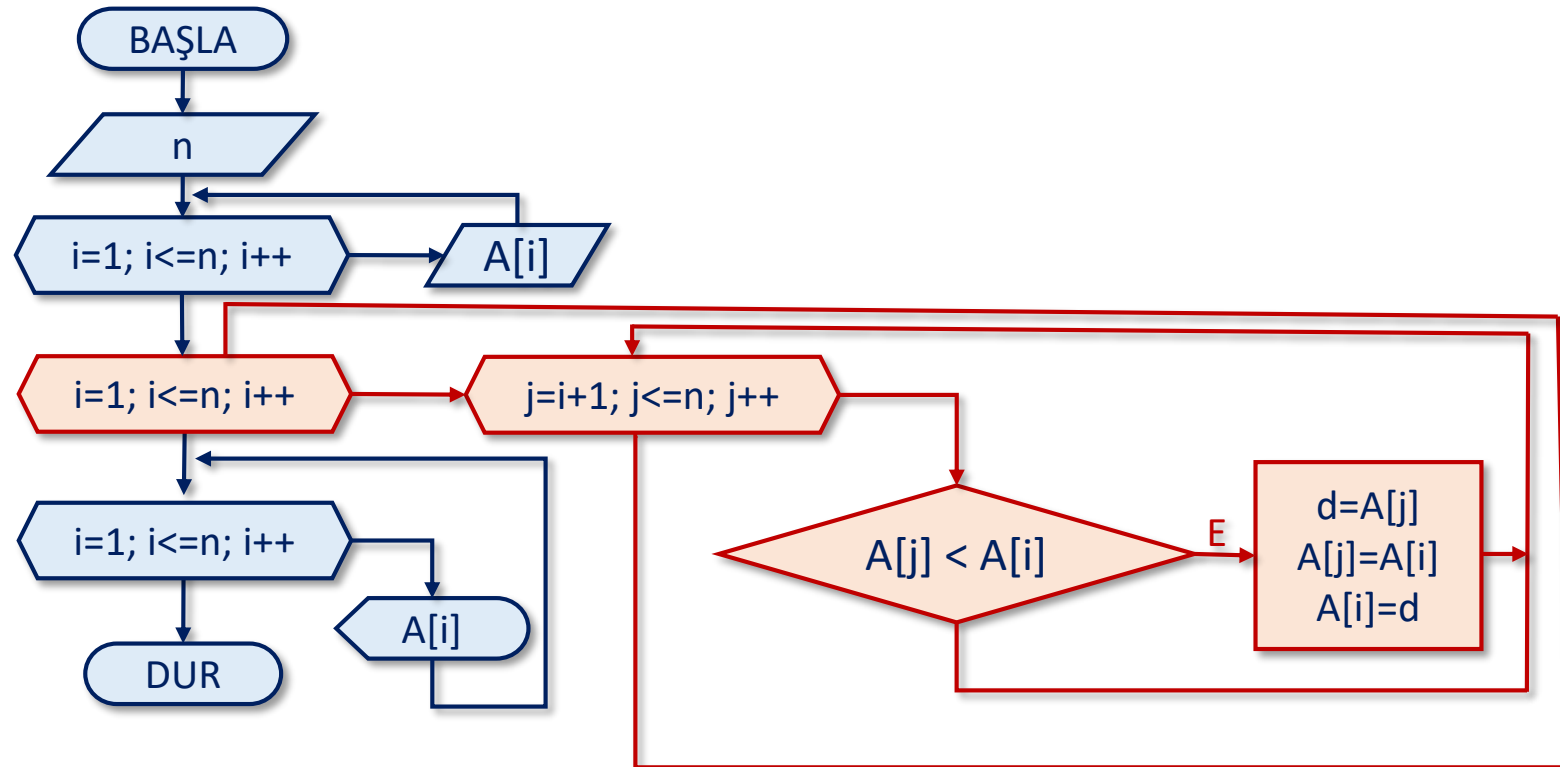 BAŞLA
n
i=1; i<=n; i++
A[i]
i=1; i<=n; i++
j=i+1; j<=n; j++
A[j] < A[i]
E
d=A[j]
A[j]=A[i]
A[i]=d
i=1; i<=n; i++
A[i]
DUR